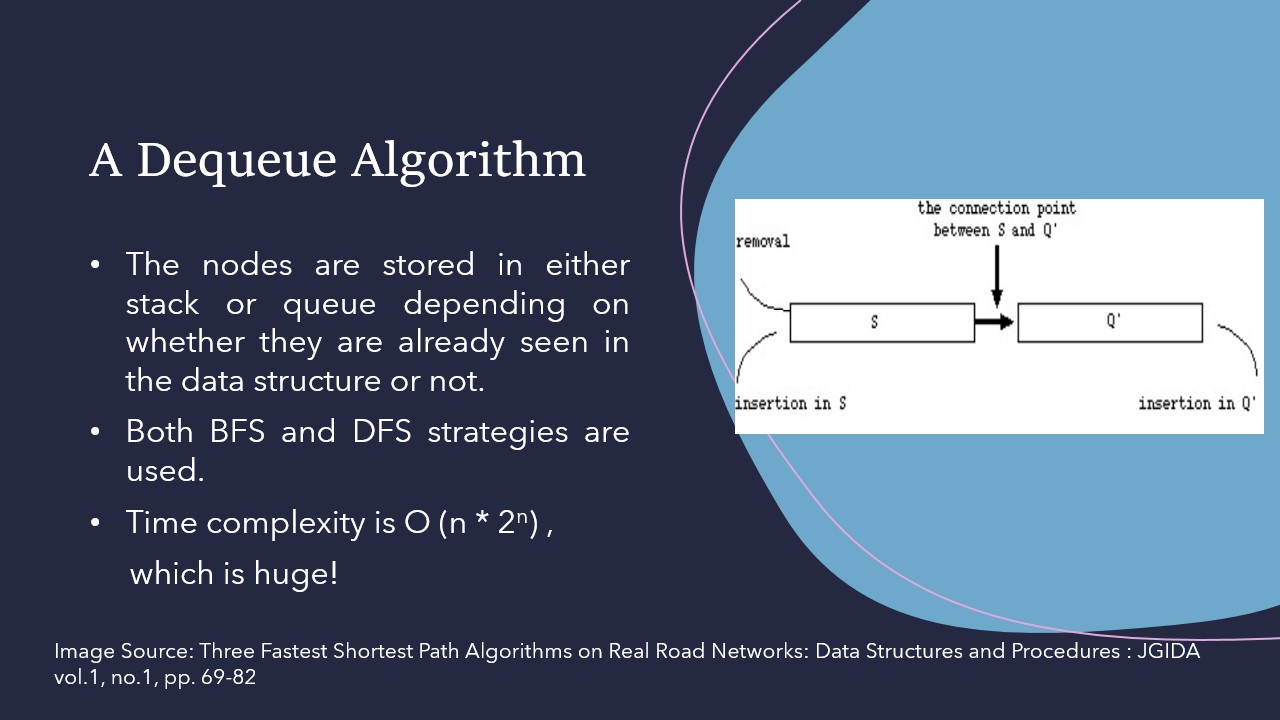 A Dequeue Algorithm
• The nodes are stored in either
stack or queue depending on
whether they are already seen in
the data structure or not.
• Both BFS and DFS strategies are
used.
• Time complexity is O (n * 2ⁿ) ,
which is huge!
the connection point
between S and Q'
removal
S
Q'
insertion in S
insertion in Q'
Image Source: Three Fastest Shortest Path Algorithms on Real Road Networks: Data Structures and Procedures : JGIDA
vol.1, no.1, pp. 69-82